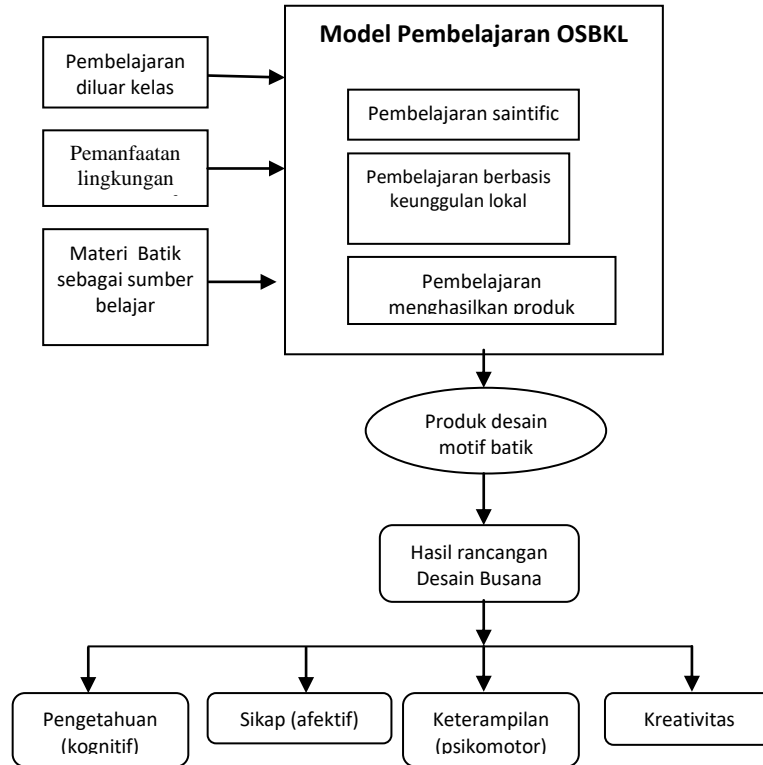 Model Pembelajaran OSBKL
Pembelajaran
diluar kelas
Pemanfaatan
lingkungan
Materi Batik
sebagai sumber
belajar
Pembelajaran saintific
Pembelajaran berbasis
keunggulan lokal
Pembelajaran
menghasilkan produk
Produk desain
motif batik
Hasil rancangan
Desain Busana
Pengetahuan
(kognitif)
Sikap (afektif)
Keterampilan
(psikomotor)
Kreativitas